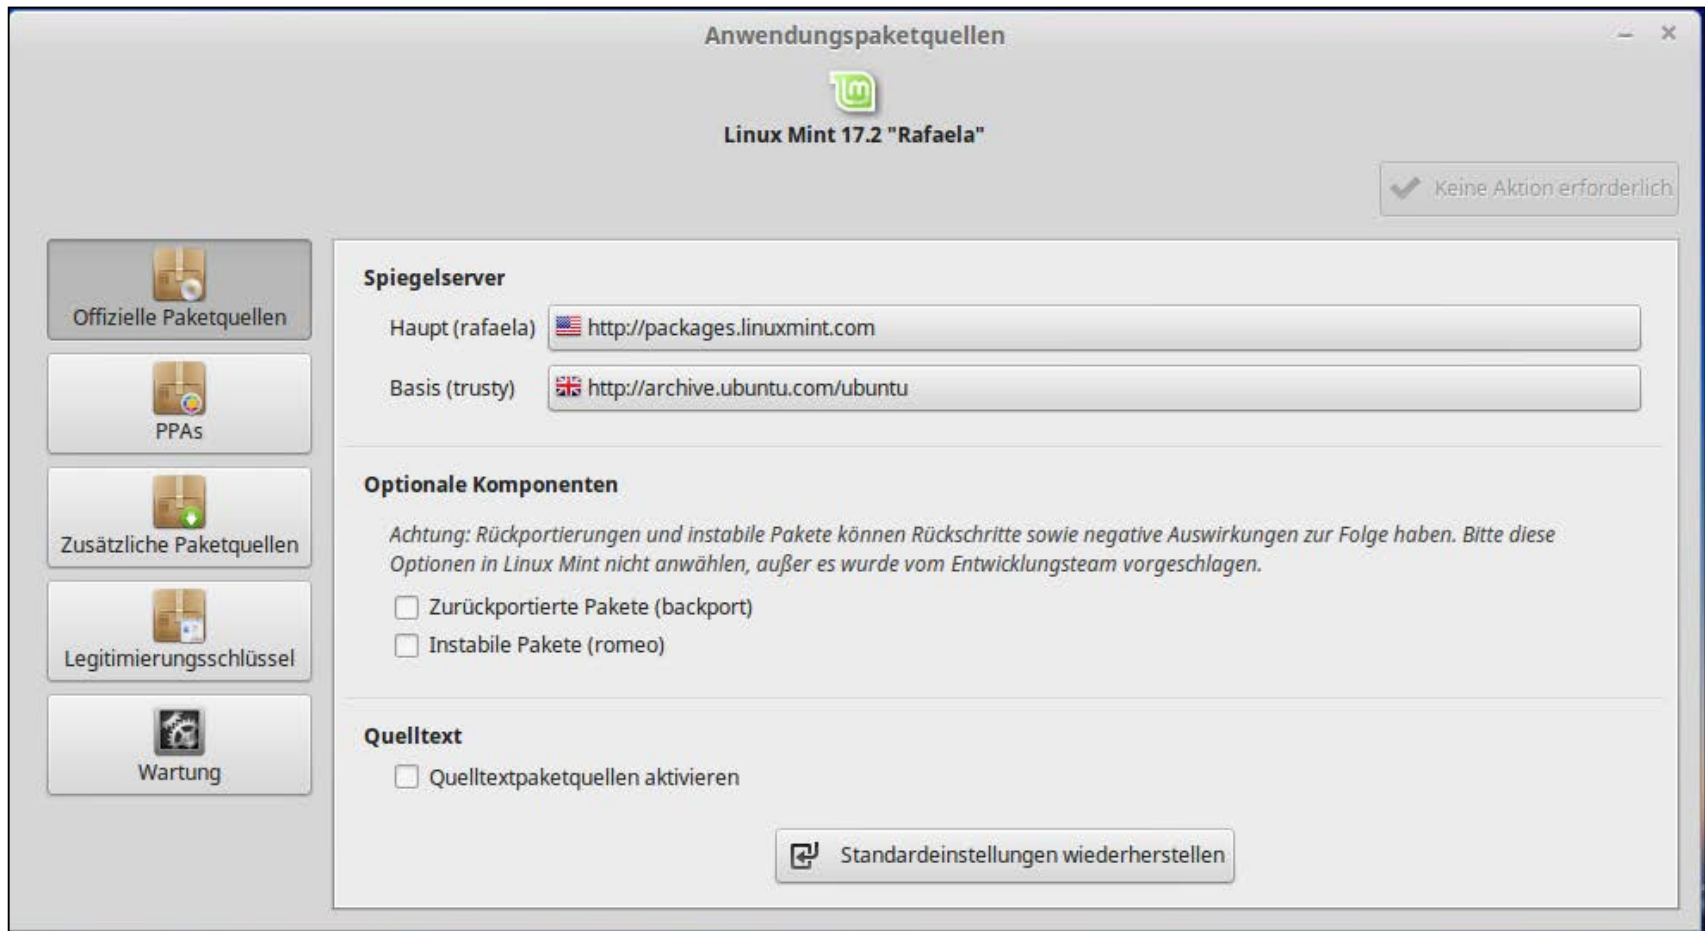 Anwendungspaketquellen
Linux Mint 17.2 "Rafaela"
Keine Aktion erforderlich
Offizielle Paketquellen
PPAs
Zusätzliche Paketquellen
Legitimierungsschlüssel
Wartung
Spiegelserver
Haupt (rafaela) http://packages.linuxmint.com
Basis (trusty) http://archive.ubuntu.com/ubuntu
Optionale Komponenten
Achtung: Rückportierungen und instabile Pakete können Rückschritte sowie negative Auswirkungen zur Folge haben. Bitte diese
Optionen in Linux Mint nicht anwählen, außer es wurde vom Entwicklungsteam vorgeschlagen.
Zurückportierte Pakete (backport)
Instabile Pakete (romeo)
Quelltext
Quelltextpaketquellen aktivieren
Standardeinstellungen wiederherstellen